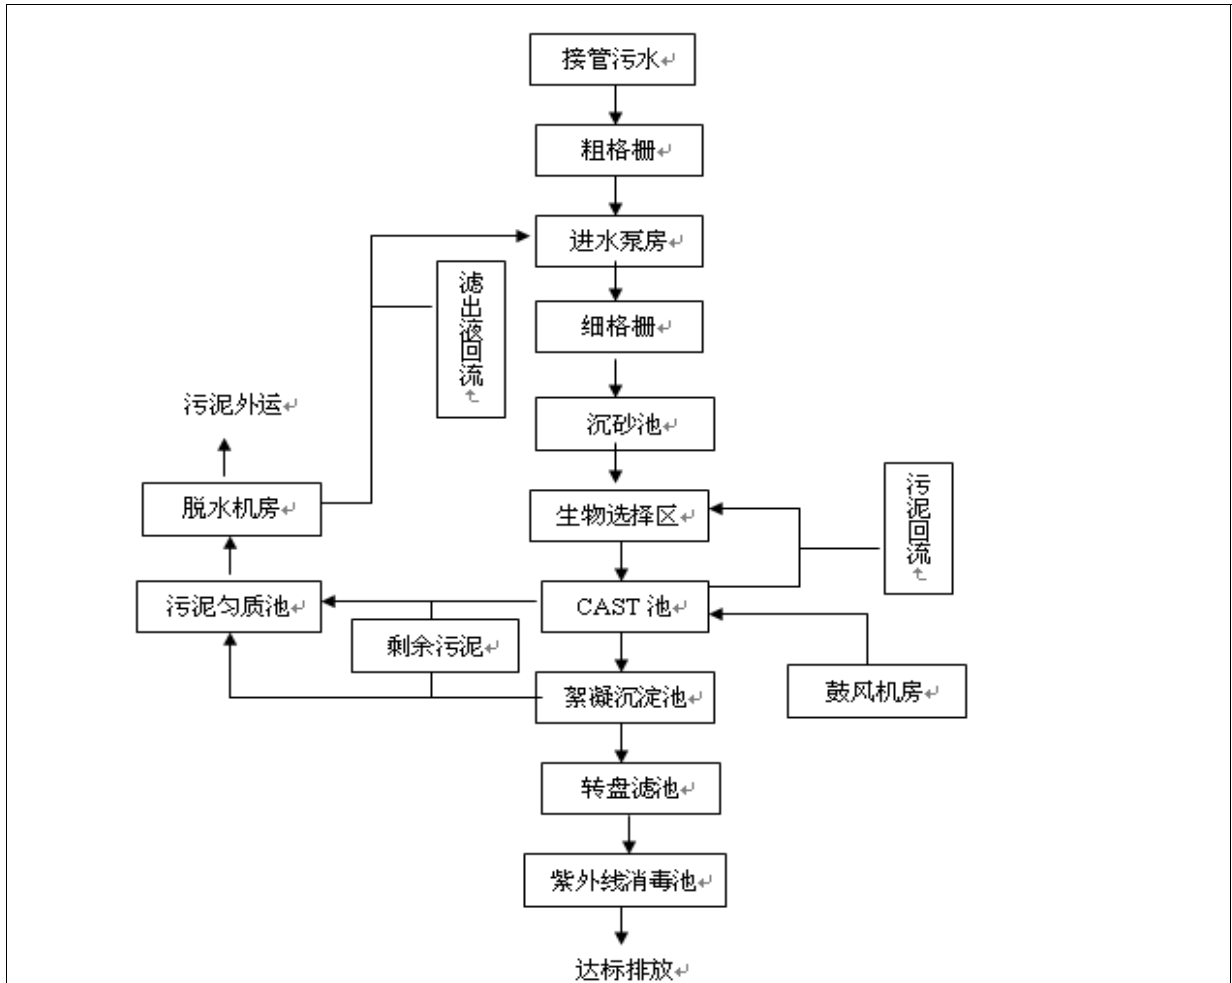 接管污水
粗格栅
进水泵房
滤出液回流
细格栅
污泥外运
沉砂池
脱水机房
生物选择区
污泥回流
污泥匀质池
CAST 池
剩余污泥
絮凝沉淀池
鼓风机房
转盘滤池
紫外线消毒池
达标排放